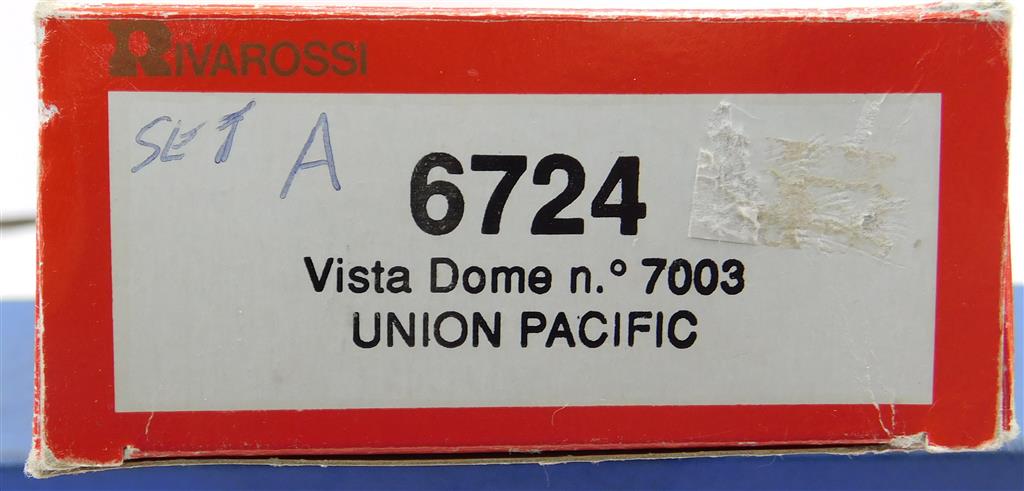 RIVAROSSI
SET A
6724
Vista Dome n.° 7003
UNION PACIFIC